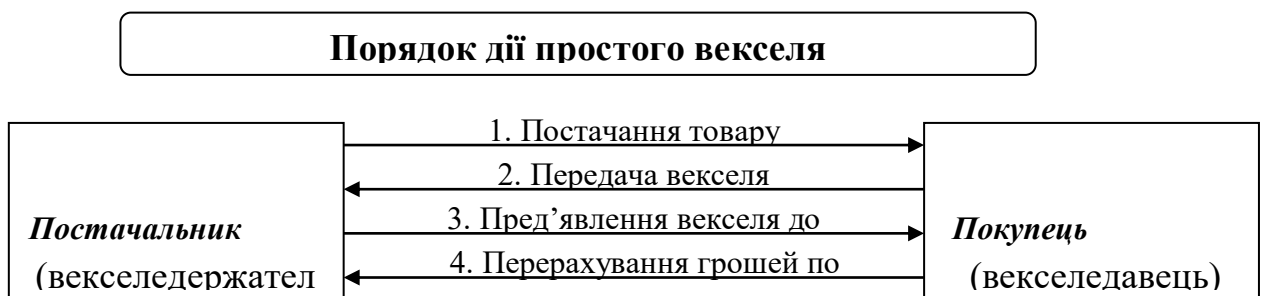 Порядок дії простого векселя
1. Постачання товару
2. Передача векселя
3. Пред’явлення векселя до
4. Перерахування грошей по
Постачальник
(векселедержател
Покупець
(векселедавець)